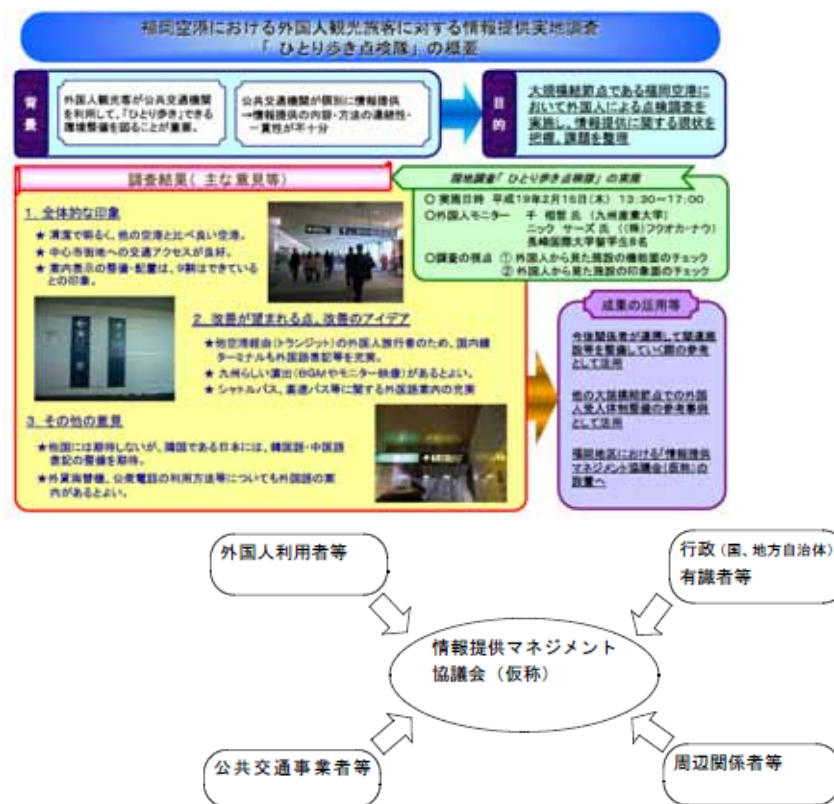 福岡空港における外国人観光旅客に対する情報提供実地調査
「 ひとり歩き点検隊」の概要
背景
外国人観光客が公共交通機関
を利用して、「ひとり歩き」できる
環境整備を図ることが重要。
公共交通機関が個別に情報提供
→情報提供の内容・方法の連続性・
一貫性が不十分
目的
大規模結節点である福岡空港に
おいて外国人による点検調査を
実施し、情報提供に関する現状を
把握、課題を整理
調査結果( 主な意見等)
現地調査「 ひとり歩き点検隊」の実施
○ 実施日時 平成19年2月15日(木) 13:30~17:00
○外国人モニター 千 相哲 氏 (九州産業大学)
ニック サーズ 氏 ((株)フクオカ・ナウ)
長崎国際大学留学生8名
○調査の視点 ① 外国人から見た施設の機能面のチェック
② 外国人から見た施設の印象面のチェック
1. 全体的な印象
★ 清潔で明るく、他の空港と比べ良い空港。
★ 中心市街地への交通アクセスが良好。
★ 案内表示の整備・配置は、9割はできている
との印象。
2. 改善が望まれる点、改善のアイデア
★他空港経由(トランジット)の外国人旅行者のため、国内線
ターミナルも外国語表記等を充実。
★ 九州らしい演出(BGMやモニター映像)があるとよい。
★ シャトルバス、高速バス等に関する外国語案内の充実
3. その他の意見
★他国には期待しないが、隣国である日本には、韓国語・中国語
表記の整備を期待。
★外貨両替機、公衆電話の利用方法等についても外国語の案
内があるとよい。
成果の活用等
今後関係者が連携して関連施
設等を整備していく際の参考
として活用
他の大規模結節点での外国
人受入体制整備の参考事例
として活用
福岡地区における「情報提供
マネジメント協議会(仮称)の
設置へ
外国人利用者等
行政(国、地方自治体)
有識者等
情報提供マネジメント
協議会(仮称)
公共交通事業者等
周辺関係者等